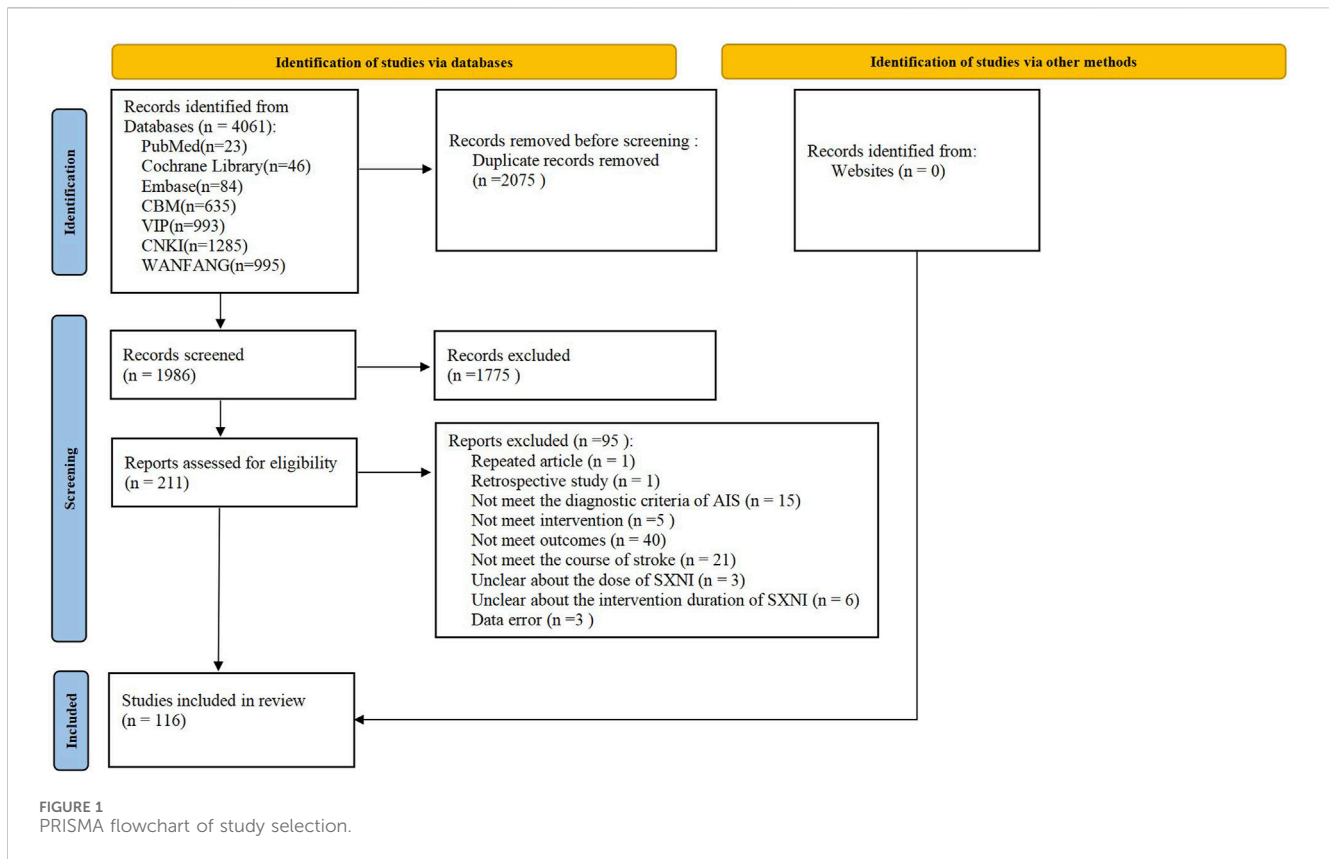 Identification of studies via databases
Identification of studies via other methods
Identification
Records identified from
Databases (n = 4061):
PubMed(n=23)
Cochrane Library(n=46)
Embase(n=84)
CBM(n=635)
VIP(n=993)
CNKI(n=1285)
WANFANG(n=995)
Records removed before screening :
Duplicate records removed
(n =2075 )
Records identified from:
Websites (n = 0)
Screening
Records screened
(n = 1986)
Records excluded
(n =1775 )
Reports assessed for eligibility
(n = 211)
Reports excluded (n =95 ):
Repeated article (n = 1)
Retrospective study (n = 1)
Not meet the diagnostic criteria of AIS (n = 15)
Not meet intervention (n =5 )
Not meet outcomes (n = 40)
Not meet the course of stroke (n = 21)
Unclear about the dose of SXNI (n = 3)
Unclear about the intervention duration of SXNI (n = 6)
Data error (n =3 )
Included
Studies included in review
(n = 116)
FIGURE 1
PRISMA flowchart of study selection.